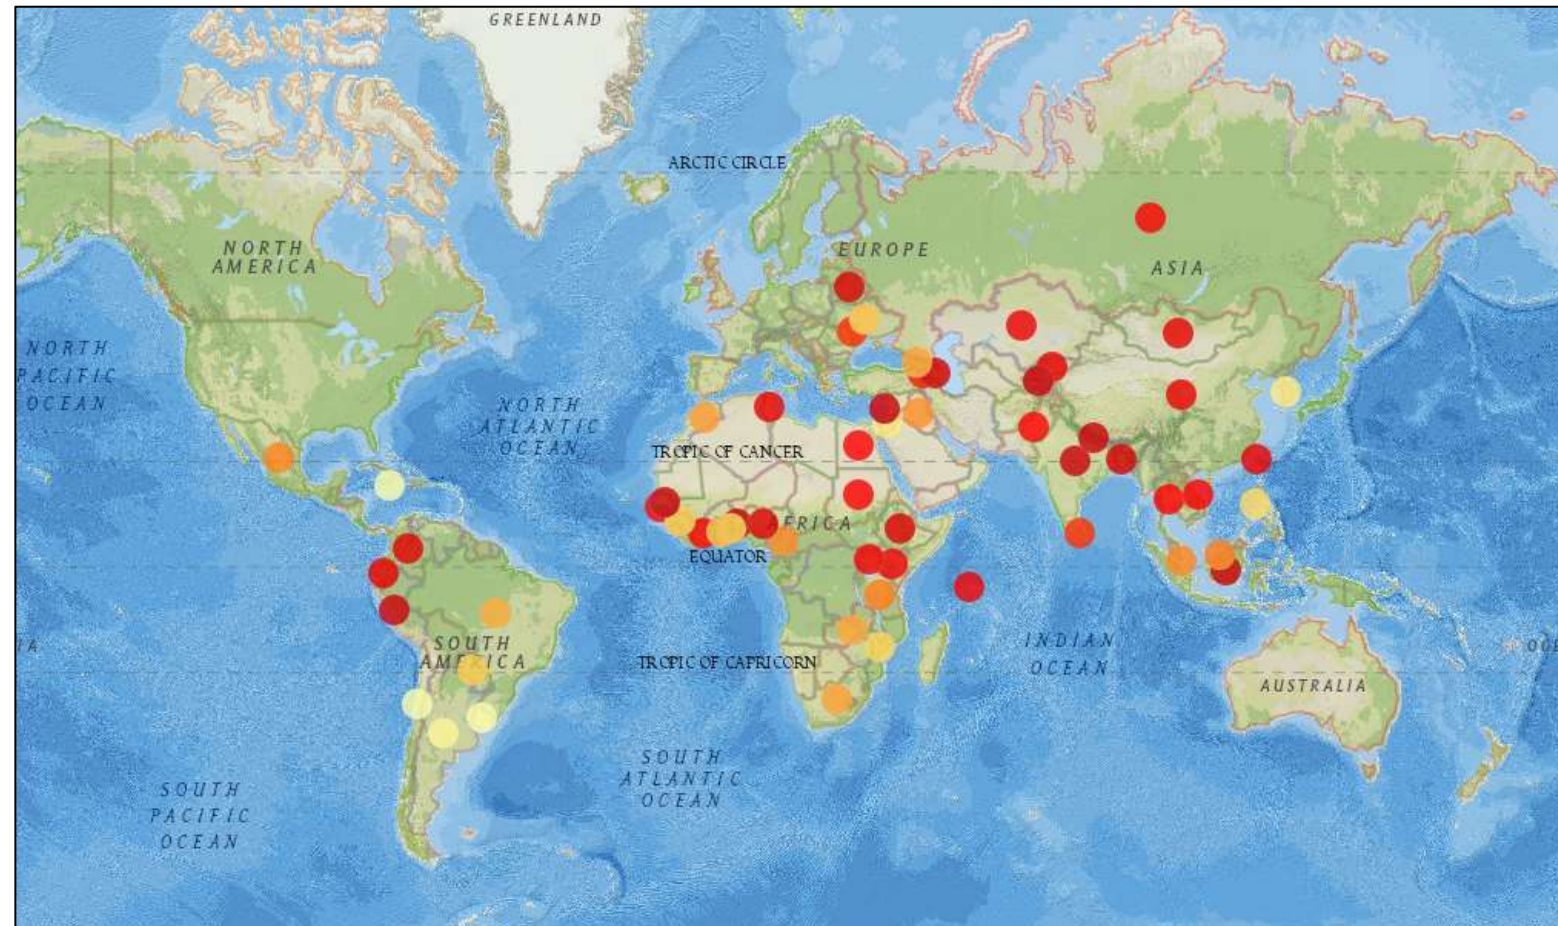 GREENLAND
ARCTIC CIRCLE
NORTH
AMERICA
EUROPE
ASIA
NORTH
PACIFIC
OCEAN
NORTH
ATLANTIC
OCEAN
TROPIC OF CANCER
AFRICA
EQUATOR
SOUTH
AMERICA
TROPIC OF CAPRICORN
INDIAN
OCEAN
AUSTRALIA
SOUTH
ATLANTIC
OCEAN
SOUTH
PACIFIC
OCEAN